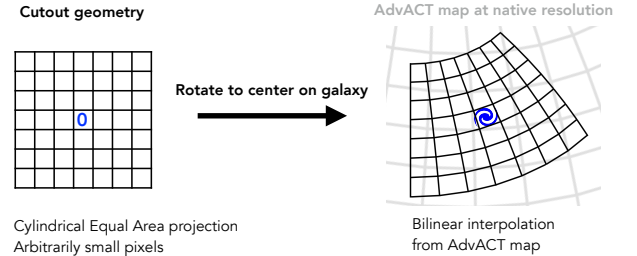 Cutout geometry
AdvACT map at native resolution
Rotate to center on galaxy
0
Cylindrical Equal Area projection
Arbitrarily small pixels
Bilinear interpolation
from AdvACT map